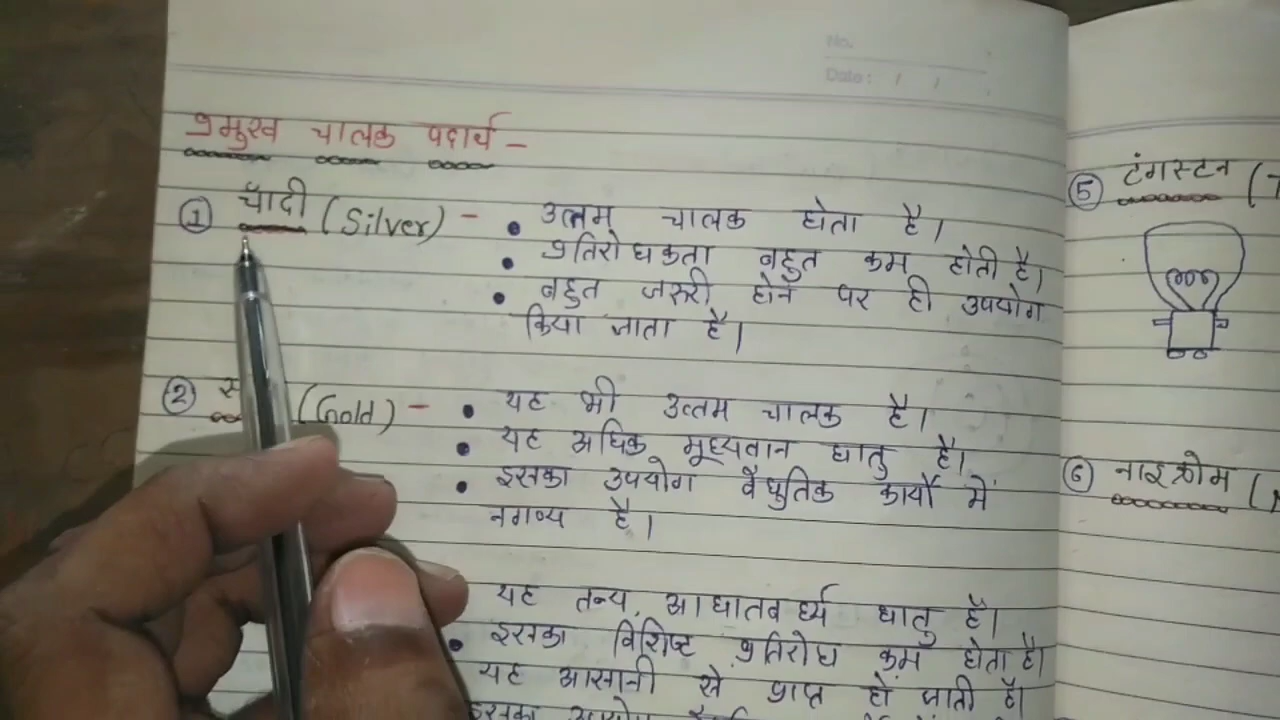 No.
Date: / /
प्रमुख चालक पदार्थ -
① चाँदी (Silver) - • उत्तम चालक होता है।
• प्रतिरोधकता बहुत कम होती है।
• बहुत जरुरी होने पर ही उपयोग
किया जाता है।
② (Gold) - • यह भी उत्तम चालक है।
• यह अधिक मूल्यवान धातु है।
• इसका उपयोग वैधुतिक कार्यों में
नगण्य है।
यह तन्य, आघातवर्ध्य धातु है।
• इसका विशिष्ट प्रतिरोध कम होता है।
यह आसानी से प्राप्त हो जाती है।
इसका उपयोग
⑤ टंगस्टन (
⑥ नाइक्रोम (